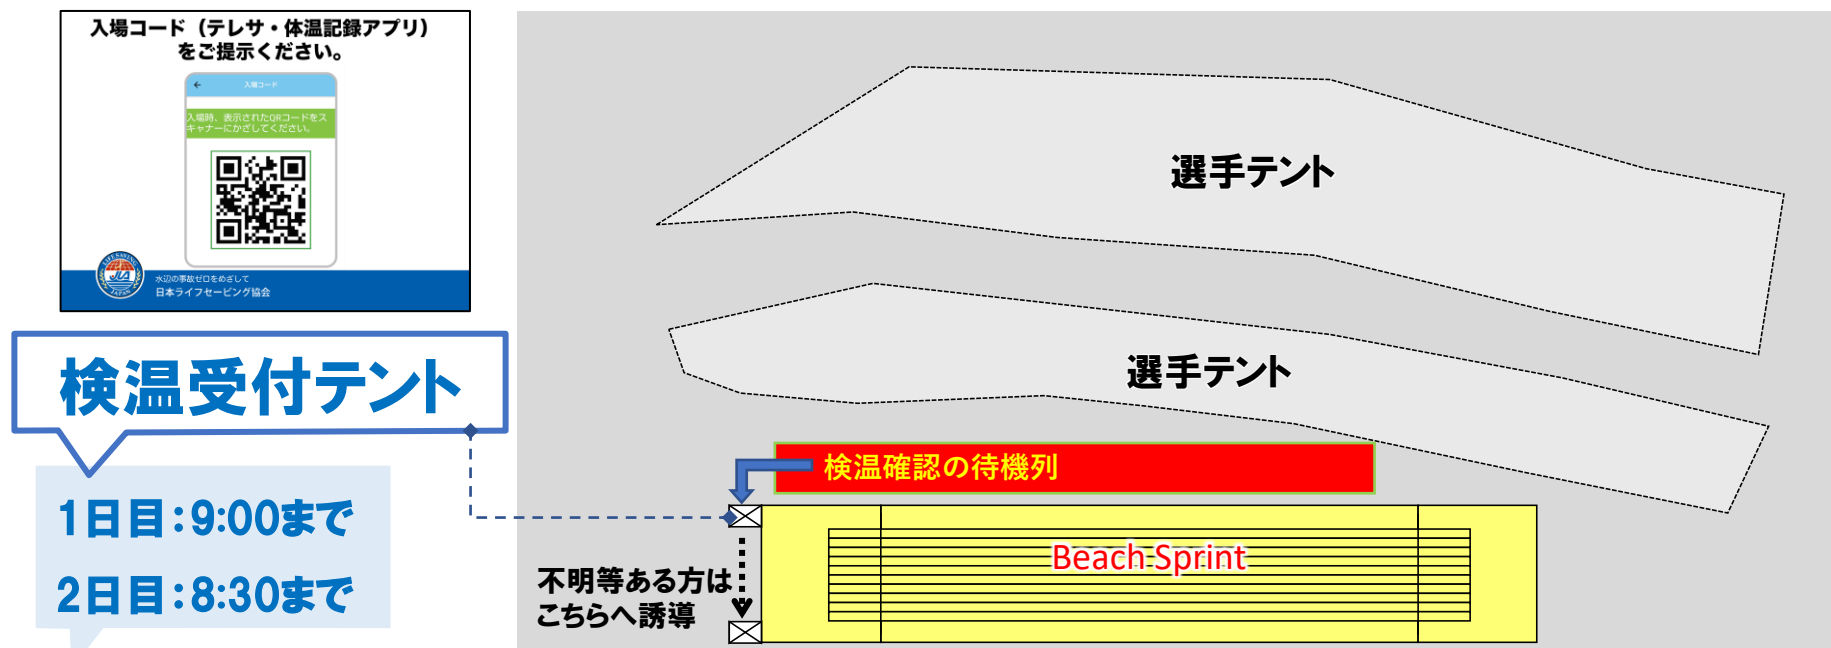 入場コード（テレサ・体温記録アプリ）
をご提示ください。
入場コード
入場時、表示されたQRコードをス
キャナーにかざしてください。
LIFESAVING
JLA
JAPAN
水辺の事故ゼロをめざして
日本ライフセービング協会
検温受付テント
1日目：9:00まで
2日目：8:30まで
選手テント
選手テント
検温確認の待機列
Beach Sprint
不明等ある方は
こちらへ誘導